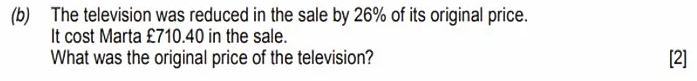 (b) The television was reduced in the sale by 26% of its original price.
It cost Marta £710.40 in the sale.
What was the original price of the television? [2]